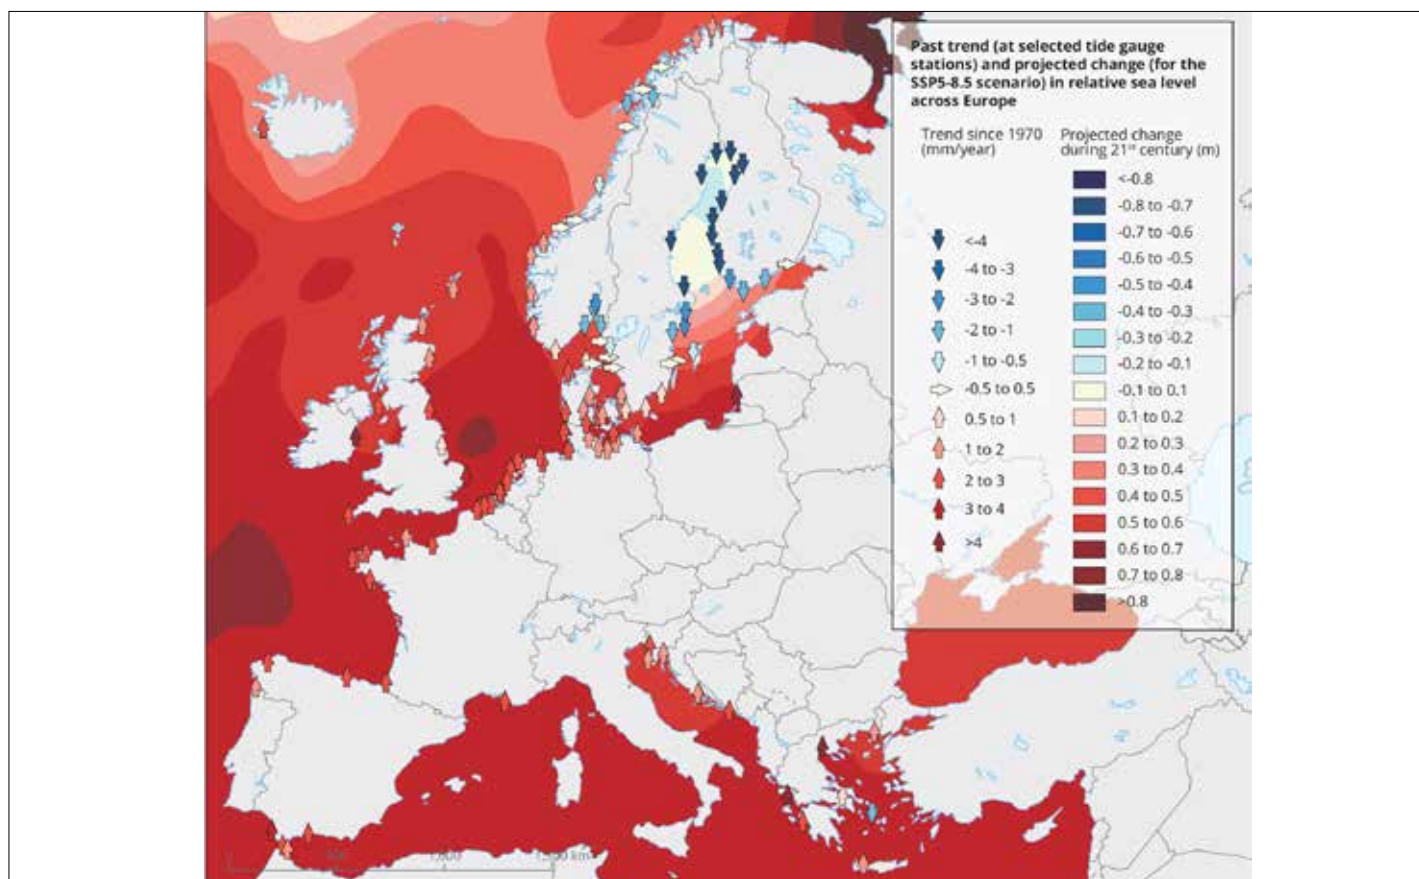 Past trend (at selected tide gauge
stations) and projected change (for the
SSP5-8.5 scenario) in relative sea level
across Europe
Trend since 1970
(mm/year)
<-4
-4 to -3
-3 to -2
-2 to -1
-1 to -0.5
-0.5 to 0.5
0.5 to 1
1 to 2
2 to 3
3 to 4
>4
Projected change
during 21st century (m)
<-0.8
-0.8 to -0.7
-0.7 to -0.6
-0.6 to -0.5
-0.5 to -0.4
-0.4 to -0.3
-0.3 to -0.2
-0.2 to -0.1
-0.1 to 0.1
0.1 to 0.2
0.2 to 0.3
0.3 to 0.4
0.4 to 0.5
0.5 to 0.6
0.6 to 0.7
0.7 to 0.8
>0.8
1,000 1,500 km